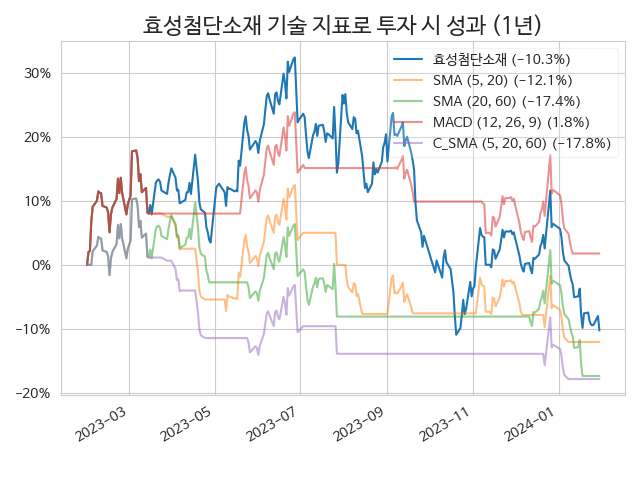 효성첨단소재 기술 지표로 투자 시 성과 (1년)
효성첨단소재 (−10.3%)
SMA (5, 20) (−12.1%)
SMA (20, 60) (−17.4%)
MACD (12, 26, 9) (1.8%)
C_SMA (5, 20, 60) (−17.8%)
30%
20%
10%
0%
−10%
−20%
2023−03
2023−05
2023−07
2023−09
2023−11
2024−01